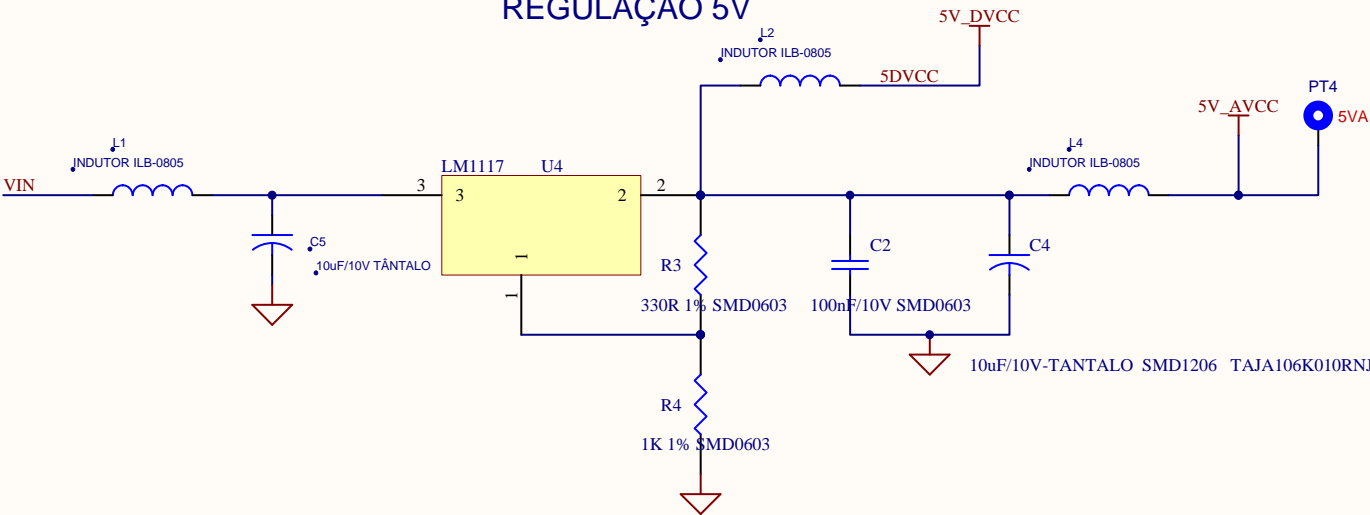 REGULAÇÃO 5V
5V_DVCC
L2
INDUTOR ILB-0805
5DVCC
PT4
5V_AVCC
5VA
L1
INDUTOR ILB-0805
L4
INDUTOR ILB-0805
LM1117 U4
VIN
3
3
2
2
C5
10uF/10V TÂNTALO
1
1
R3
C2
C4
330R 1% SMD0603
100nF/10V SMD0603
10uF/10V-TANTALO SMD1206 TAJA106K010RNJ
R4
1K 1% SMD0603